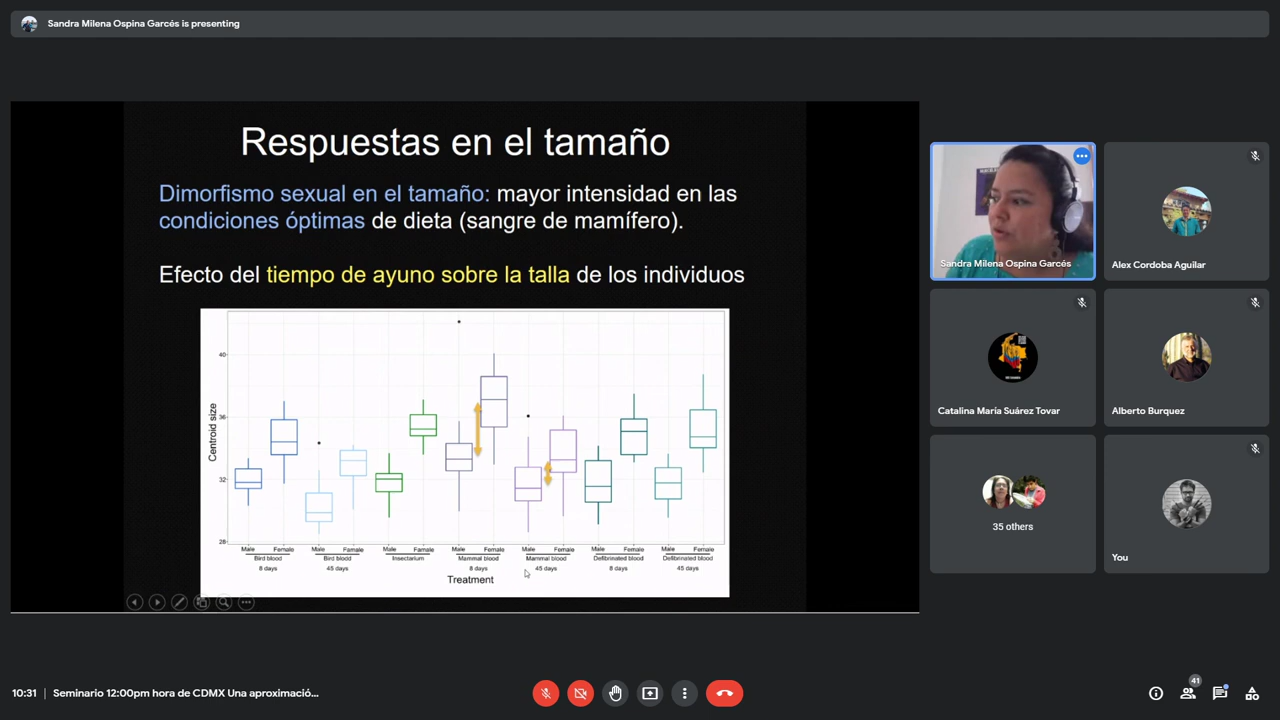 Sandra Milena Ospina Garcés is presenting
Respuestas en el tamaño
Dimorfismo sexual en el tamaño: mayor intensidad en las
condiciones óptimas de dieta (sangre de mamífero).
Efecto del tiempo de ayuno sobre la talla de los individuos
Centroid size
40
36
32
28
Male Female Male Famale Male Famale Male Female Male Female Male Female Male Female
Bird blood Bird blood Insectarium Mammal blood Mammal blood Defibrinated blood Defibrinated blood
8 days 45 days 8 days 45 days 8 days 45 days
Treatment
Sandra Milena Ospina Garcés
Alex Cordoba Aguilar
Catalina María Suárez Tovar
Alberto Burquez
35 others
You
10:31 | Seminario 12:00pm hora de CDMX Una aproximació...
41